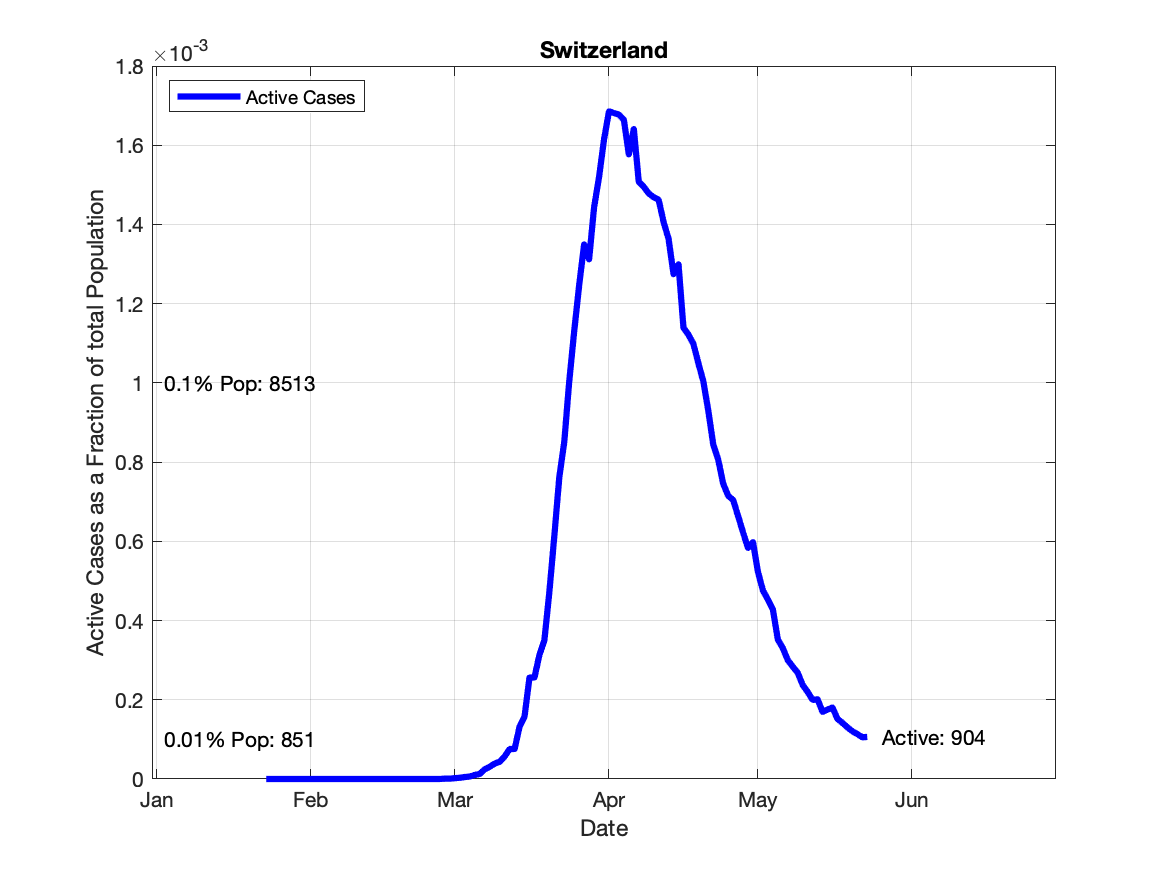 Switzerland
×10-3
1.8
1.6
1.4
1.2
1
0.8
0.6
0.4
0.2
0
Active Cases as a Fraction of total Population
Active Cases
0.1% Pop: 8513
0.01% Pop: 851
Active: 904
Jan Feb Mar Apr May Jun
Date